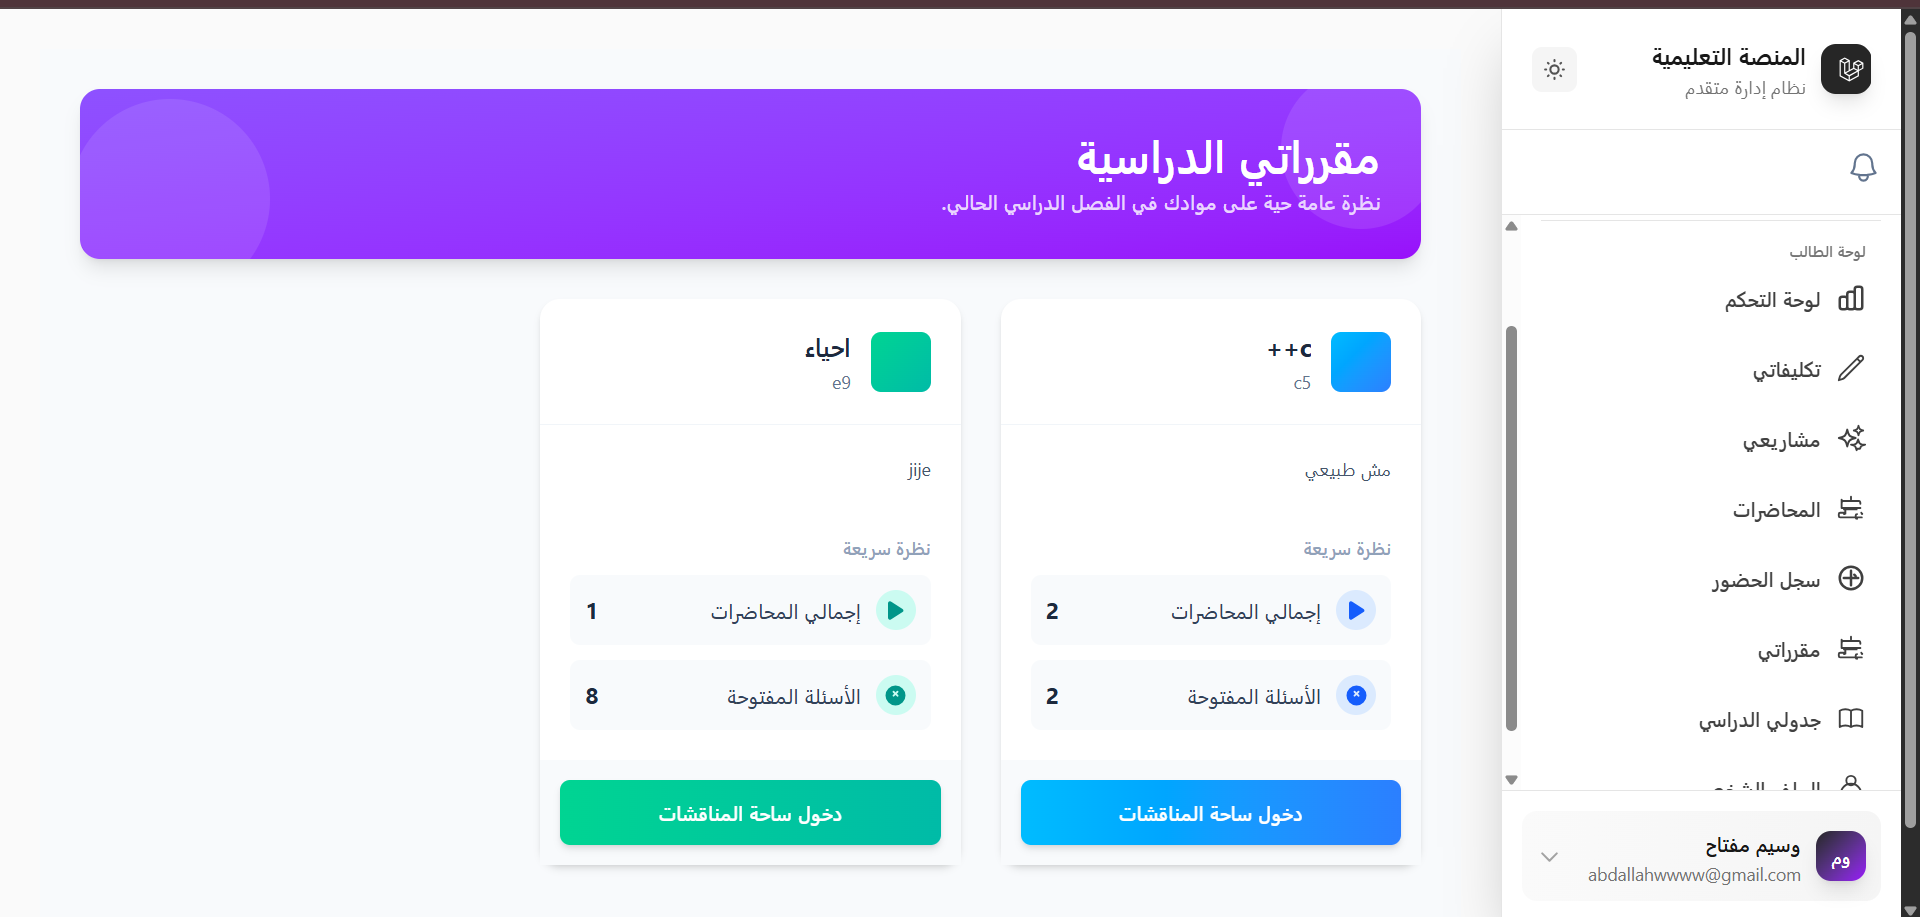 المنصة التعليمية
نظام إدارة متقدم
لوحة الطالب
لوحة التحكم
تكليفاتي
مشاريعي
المحاضرات
سجل الحضور
مقرراتي
جدولي الدراسي
وم
وسيم مفتاح
abdallahwwww@gmail.com
مقرراتي الدراسية
نظرة عامة حية على موادك في الفصل الدراسي الحالي.
c++
c5
مش طبيعي
نظرة سريعة
إجمالي المحاضرات 2
الأسئلة المفتوحة 2
دخول ساحة المناقشات
احياء
e9
jije
نظرة سريعة
إجمالي المحاضرات 1
الأسئلة المفتوحة 8
دخول ساحة المناقشات